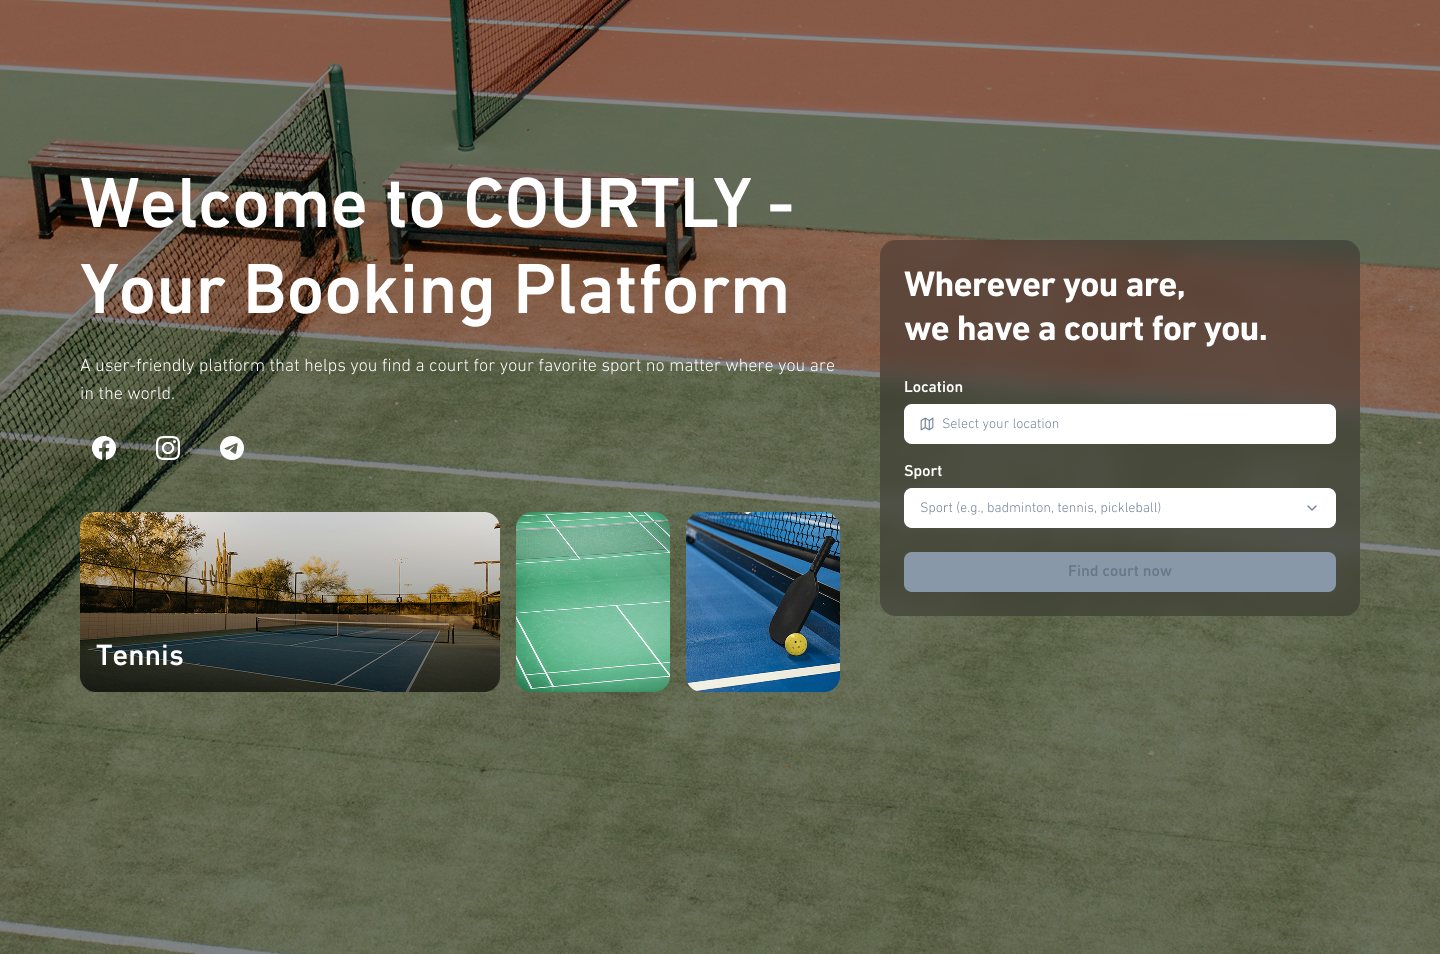 Welcome to COURTLY -
Your Booking Platform
A user-friendly platform that helps you find a court for your favorite sport no matter where you are
in the world.
Tennis
Wherever you are,
we have a court for you.
Location
Select your location
Sport
Sport (e.g., badminton, tennis, pickleball)
Find court now